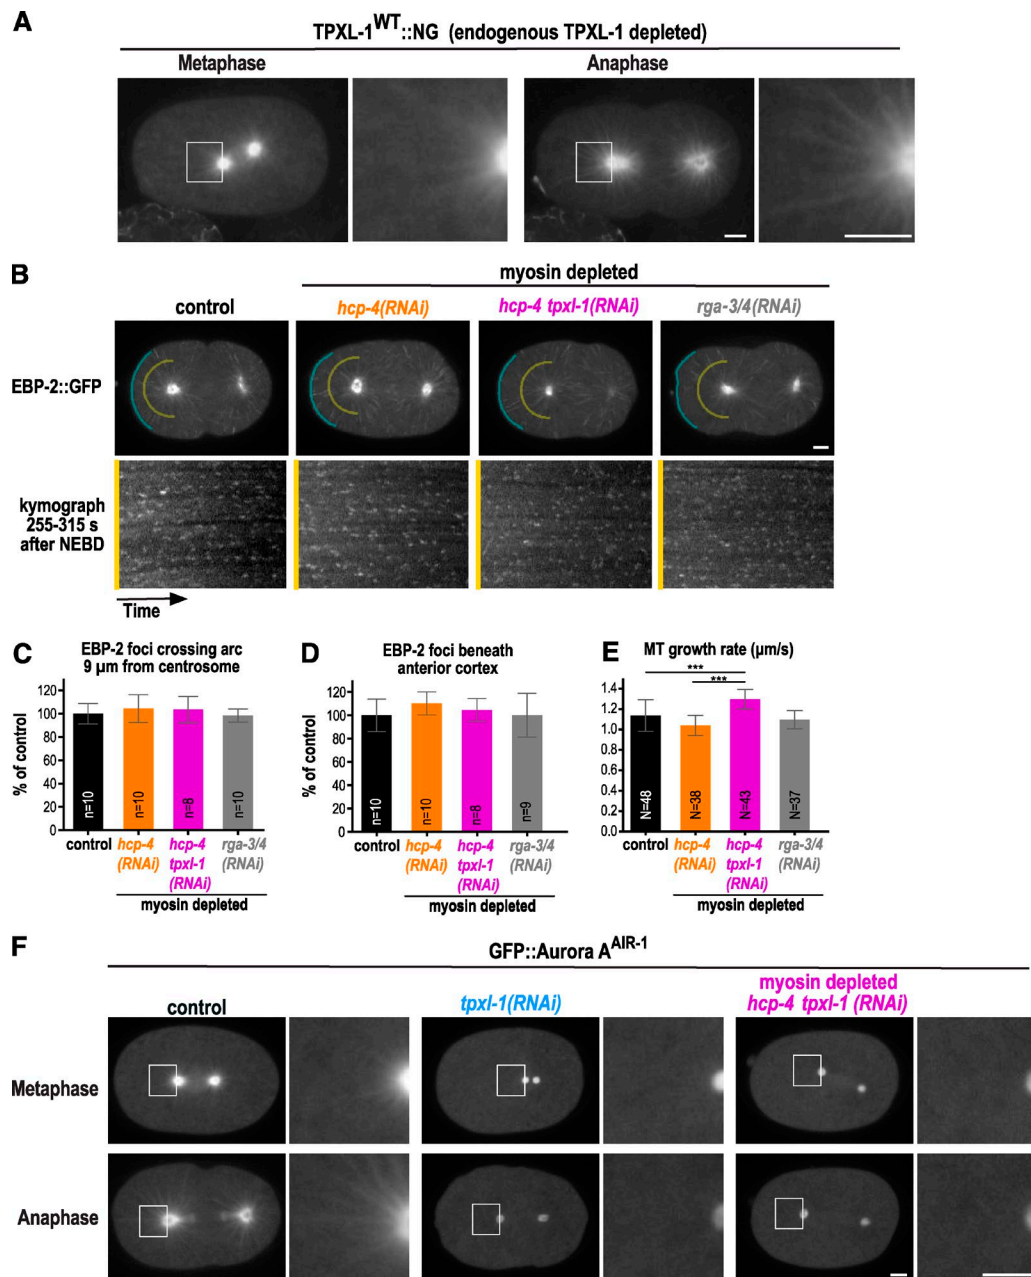 A
TPXL-1WT::NG (endogenous TPXL-1 depleted)
Metaphase
Anaphase
B
myosin depleted
control
hcp-4(RNAi)
hcp-4 tpxl-1(RNAi)
rga-3/4(RNAi)
EBP-2::GFP
kymograph
255-315 s
after NEBD
Time
C
EBP-2 foci crossing arc
9 µm from centrosome
% of control
120
100
80
60
40
20
0
n=10
n=10
n=8
n=10
control
hcp-4
(RNAi)
hcp-4
tpxl-1
(RNAi)
rga-3/4
(RNAi)
myosin depleted
D
EBP-2 foci beneath
anterior cortex
% of control
120
100
80
60
40
20
0
n=10
n=10
n=8
n=9
control
hcp-4
(RNAi)
hcp-4
tpxl-1
(RNAi)
rga-3/4
(RNAi)
myosin depleted
E
MT growth rate (µm/s)
***
***
1.4
1.2
1.0
0.8
0.6
0.4
0.2
0.0
N=48
N=38
N=43
N=37
control
hcp-4
(RNAi)
hcp-4
tpxl-1
(RNAi)
rga-3/4
(RNAi)
myosin depleted
F
GFP::Aurora AAIR-1
control
tpxl-1(RNAi)
myosin depleted
hcp-4 tpxl-1 (RNAi)
Metaphase
Anaphase